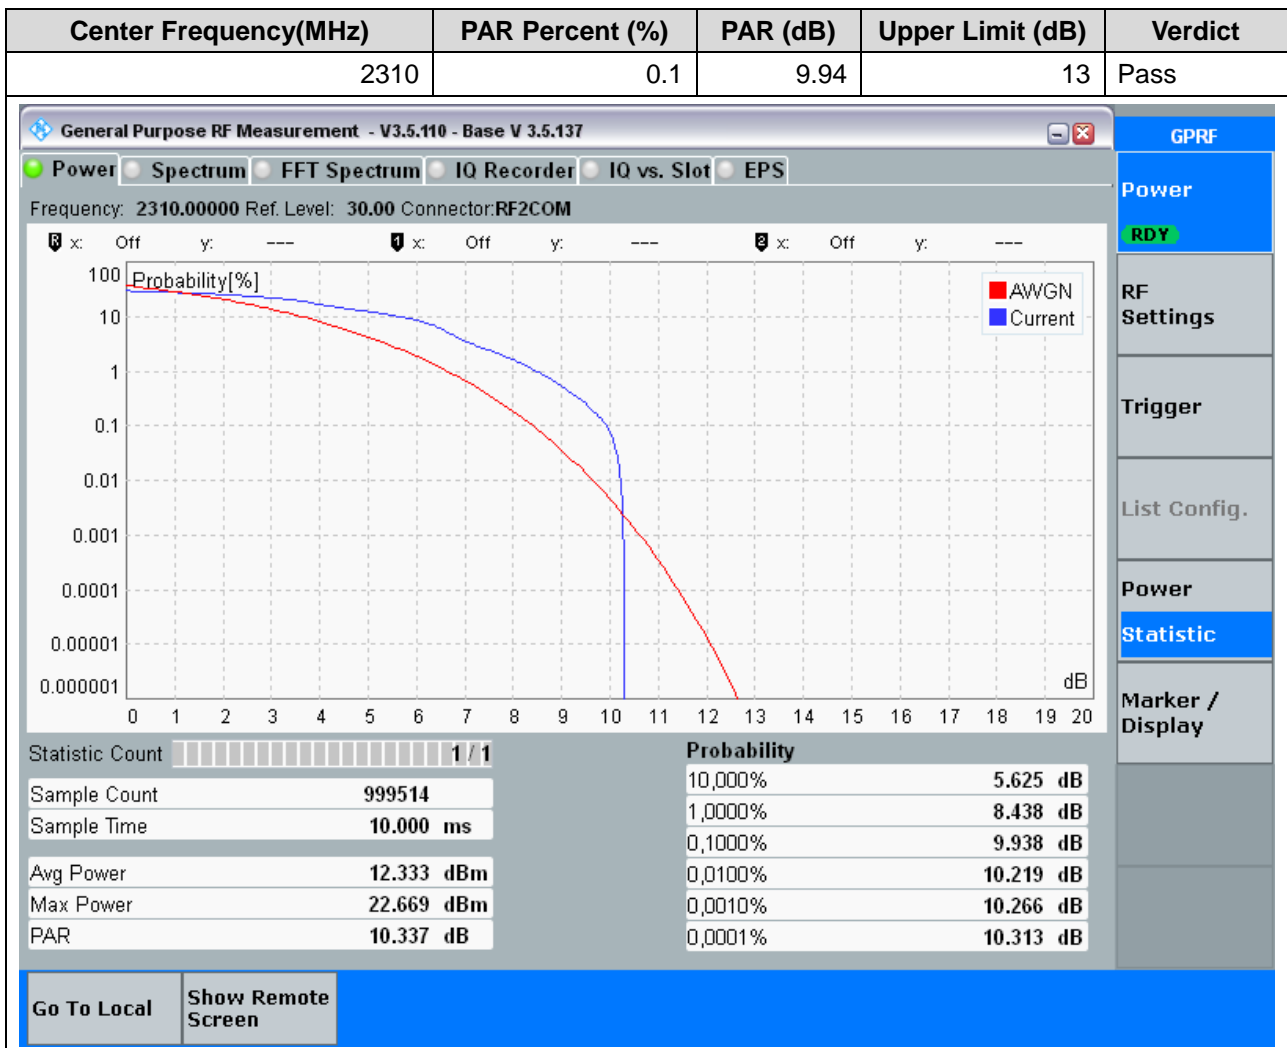 Center Frequency(MHz) PAR Percent (%) PAR (dB) Upper Limit (dB) Verdict
2310 0.1 9.94 13 Pass
General Purpose RF Measurement - V3.5.110 - Base V 3.5.137
GPRF
Power Spectrum FFT Spectrum IQ Recorder IQ vs. Slot EPS
Power
RDY
Frequency: 2310.00000 Ref. Level: 30.00 Connector:RF2COM
R x: Off y: --- 1 x: Off y: --- 2 x: Off y: ---
Probability[%]
AWGN
Current
100
10
1
0.1
0.01
0.001
0.0001
0.00001
0.000001
dB
0 1 2 3 4 5 6 7 8 9 10 11 12 13 14 15 16 17 18 19 20
RF
Settings
Trigger
List Config.
Power
Statistic
Marker /
Display
Statistic Count 1 / 1
Sample Count 999514
Sample Time 10.000 ms
Avg Power 12.333 dBm
Max Power 22.669 dBm
PAR 10.337 dB
Probability
10,000% 5.625 dB
1,0000% 8.438 dB
0,1000% 9.938 dB
0,0100% 10.219 dB
0,0010% 10.266 dB
0,0001% 10.313 dB
Go To Local
Show Remote
Screen